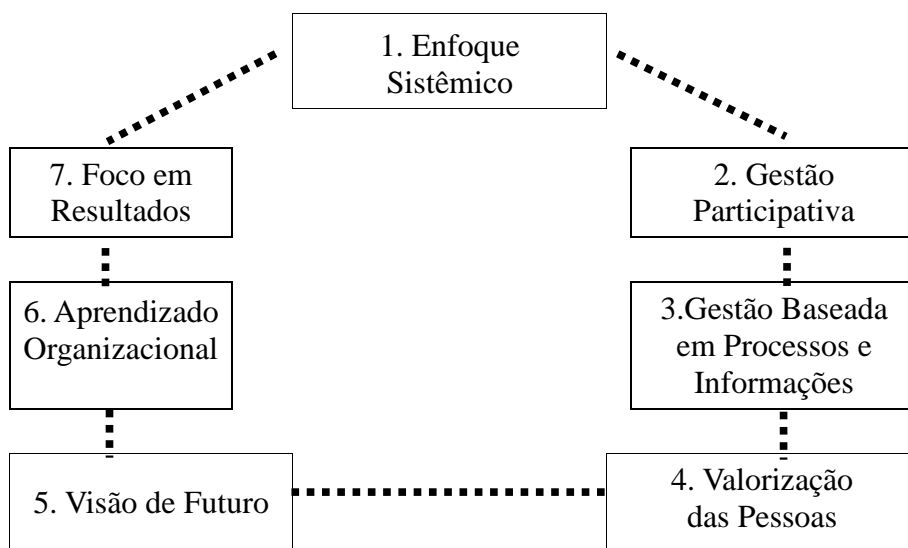 1. Enfoque
Sistêmico
7. Foco em
Resultados
2. Gestão
Participativa
6. Aprendizado
Organizacional
3.Gestão Baseada
em Processos e
Informações
5. Visão de Futuro
4. Valorização
das Pessoas